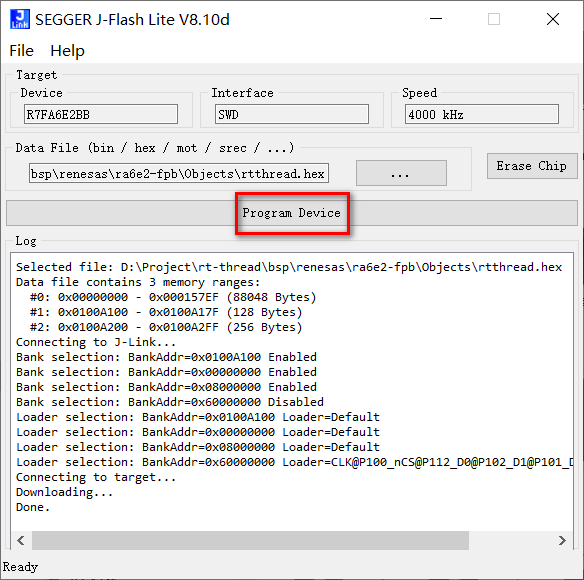 SEGGER J-Flash Lite V8.10d
File Help
Target
Device Interface Speed
R7FA6E2BB SWD 4000 kHz
Data File (bin / hex / mot / srec / ...)
bsp\renesas\ra6e2-fpb\Objects\rtthread.hex ... Erase Chip
Program Device
Log
Selected file: D:\Project\rt-thread\bsp\renesas\ra6e2-fpb\Objects\rtthread.hex
Data file contains 3 memory ranges:
#0: 0x00000000 - 0x000157EF (88048 Bytes)
#1: 0x0100A100 - 0x0100A17F (128 Bytes)
#2: 0x0100A200 - 0x0100A2FF (256 Bytes)
Connecting to J-Link...
Bank selection: BankAddr=0x0100A100 Enabled
Bank selection: BankAddr=0x00000000 Enabled
Bank selection: BankAddr=0x08000000 Enabled
Bank selection: BankAddr=0x60000000 Disabled
Loader selection: BankAddr=0x0100A100 Loader=Default
Loader selection: BankAddr=0x00000000 Loader=Default
Loader selection: BankAddr=0x08000000 Loader=Default
Loader selection: BankAddr=0x60000000 Loader=CLK@P100_nCS@P112_D0@P102_D1@P101_D
Connecting to target...
Downloading...
Done.
Ready